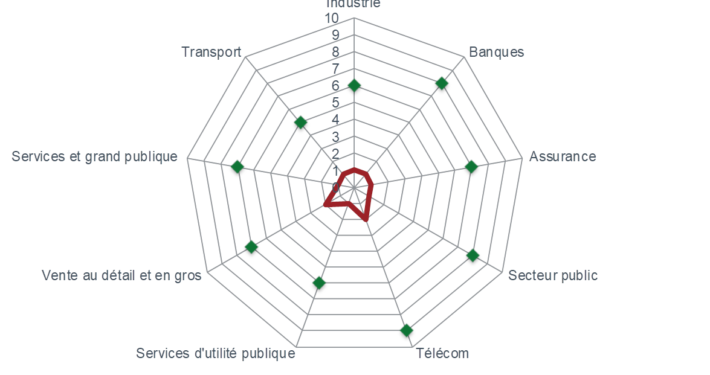 Industrie
10
9
8
7
6
5
4
3
2
1
Transport
Banques
Services et grand publique
Assurance
Vente au détail et en gros
Secteur public
Services d'utilité publique
Télécom